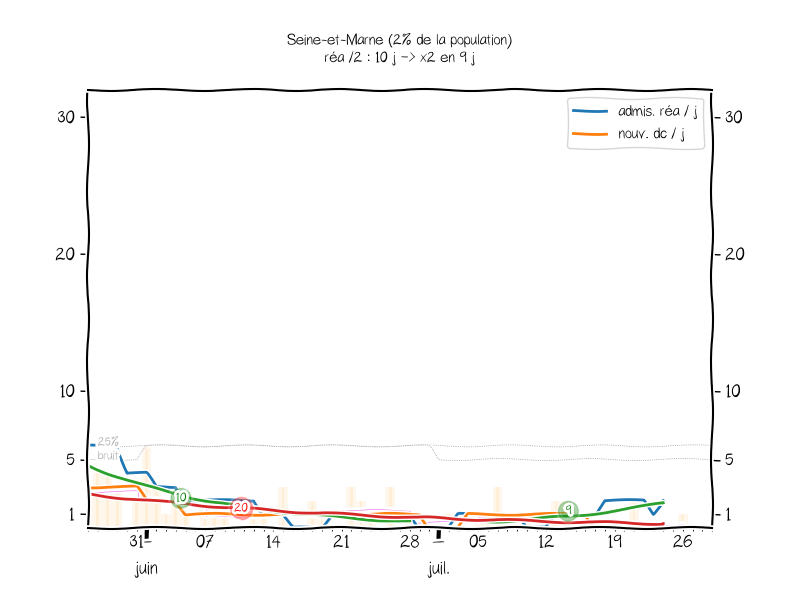 Seine-et-Marne (2% de la population)
réa /2 : 10 j -> x2 en 9 j
admis. réa / j
nouv. dc / j
30
30
20
20
10
10
25%
bruit
5
5
10
20
9
1
1
31 07 14 21 28 05 12 19 26
juin juil.